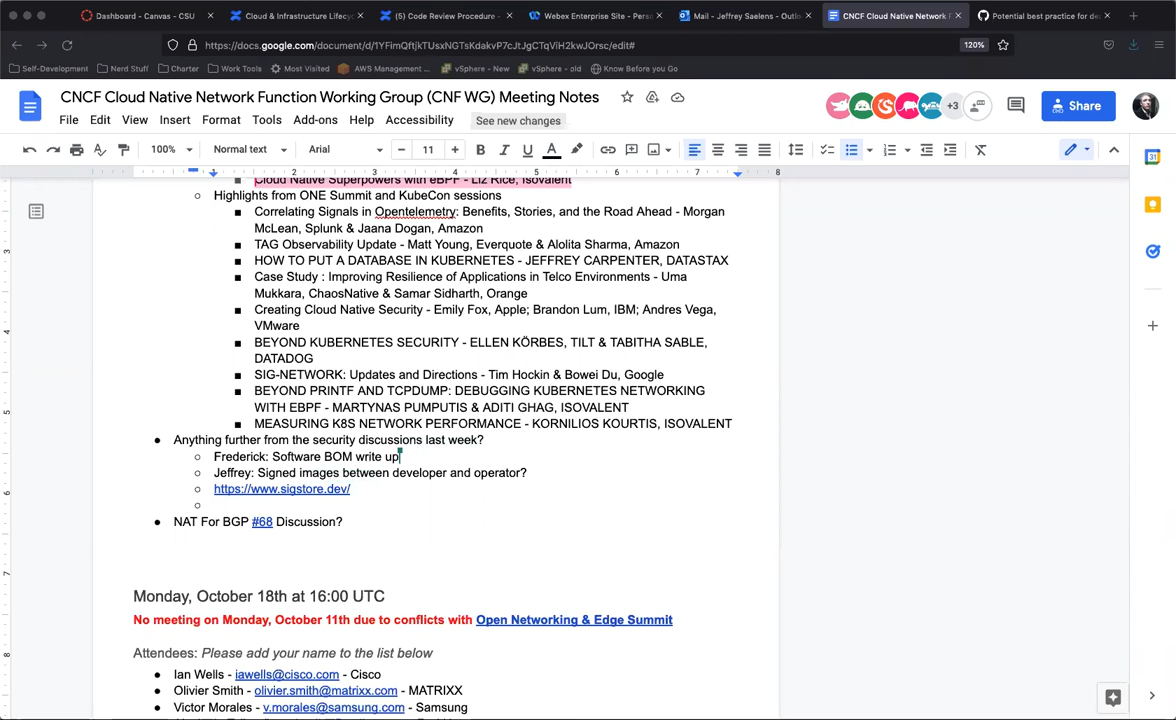 Dashboard - Canvas - CSU
Cloud & Infrastructure Lifecyc
(5) Code Review Procedure -
Webex Enterprise Site - Pers
Mail - Jeffrey Saelens - Outlo
CNCF Cloud Native Network F
Potential best practice for de
https://docs.google.com/document/d/1YFimQftjkTUsxNGTsKdakvP7cJtJgCTqViH2kwJOrsc/edit#
120%
Self-Development
Nerd Stuff
Charter
Work Tools
Most Visited
AWS Management ...
vSphere - New
vSphere - old
Know Before you Go
CNCF Cloud Native Network Function Working Group (CNF WG) Meeting Notes
+3
Share
File Edit View Insert Format Tools Add-ons Help Accessibility
See new changes
100% Normal text Arial 11 B I U A
2 3 4 5 6 7 8
Cloud Native Superpowers with eBPF - Liz Rice, Isovalent
Highlights from ONE Summit and KubeCon sessions
Correlating Signals in Opentelemetry: Benefits, Stories, and the Road Ahead - Morgan
McLean, Splunk & Jaana Dogan, Amazon
TAG Observability Update - Matt Young, Everquote & Alolita Sharma, Amazon
HOW TO PUT A DATABASE IN KUBERNETES - JEFFREY CARPENTER, DATASTAX
Case Study : Improving Resilience of Applications in Telco Environments - Uma
Mukkara, ChaosNative & Samar Sidharth, Orange
Creating Cloud Native Security - Emily Fox, Apple; Brandon Lum, IBM; Andres Vega,
VMware
BEYOND KUBERNETES SECURITY - ELLEN KÖRBES, TILT & TABITHA SABLE,
DATADOG
SIG-NETWORK: Updates and Directions - Tim Hockin & Bowei Du, Google
BEYOND PRINTF AND TCPDUMP: DEBUGGING KUBERNETES NETWORKING
WITH EBPF - MARTYNAS PUMPUTIS & ADITI GHAG, ISOVALENT
MEASURING K8S NETWORK PERFORMANCE - KORNILIOS KOURTIS, ISOVALENT
Anything further from the security discussions last week?
Frederick: Software BOM write up
Jeffrey: Signed images between developer and operator?
https://www.sigstore.dev/
NAT For BGP #68 Discussion?
Monday, October 18th at 16:00 UTC
No meeting on Monday, October 11th due to conflicts with Open Networking & Edge Summit
Attendees: Please add your name to the list below
Ian Wells - iawells@cisco.com - Cisco
Olivier Smith - olivier.smith@matrixx.com - MATRIXX
Victor Morales - v.morales@samsung.com - Samsung